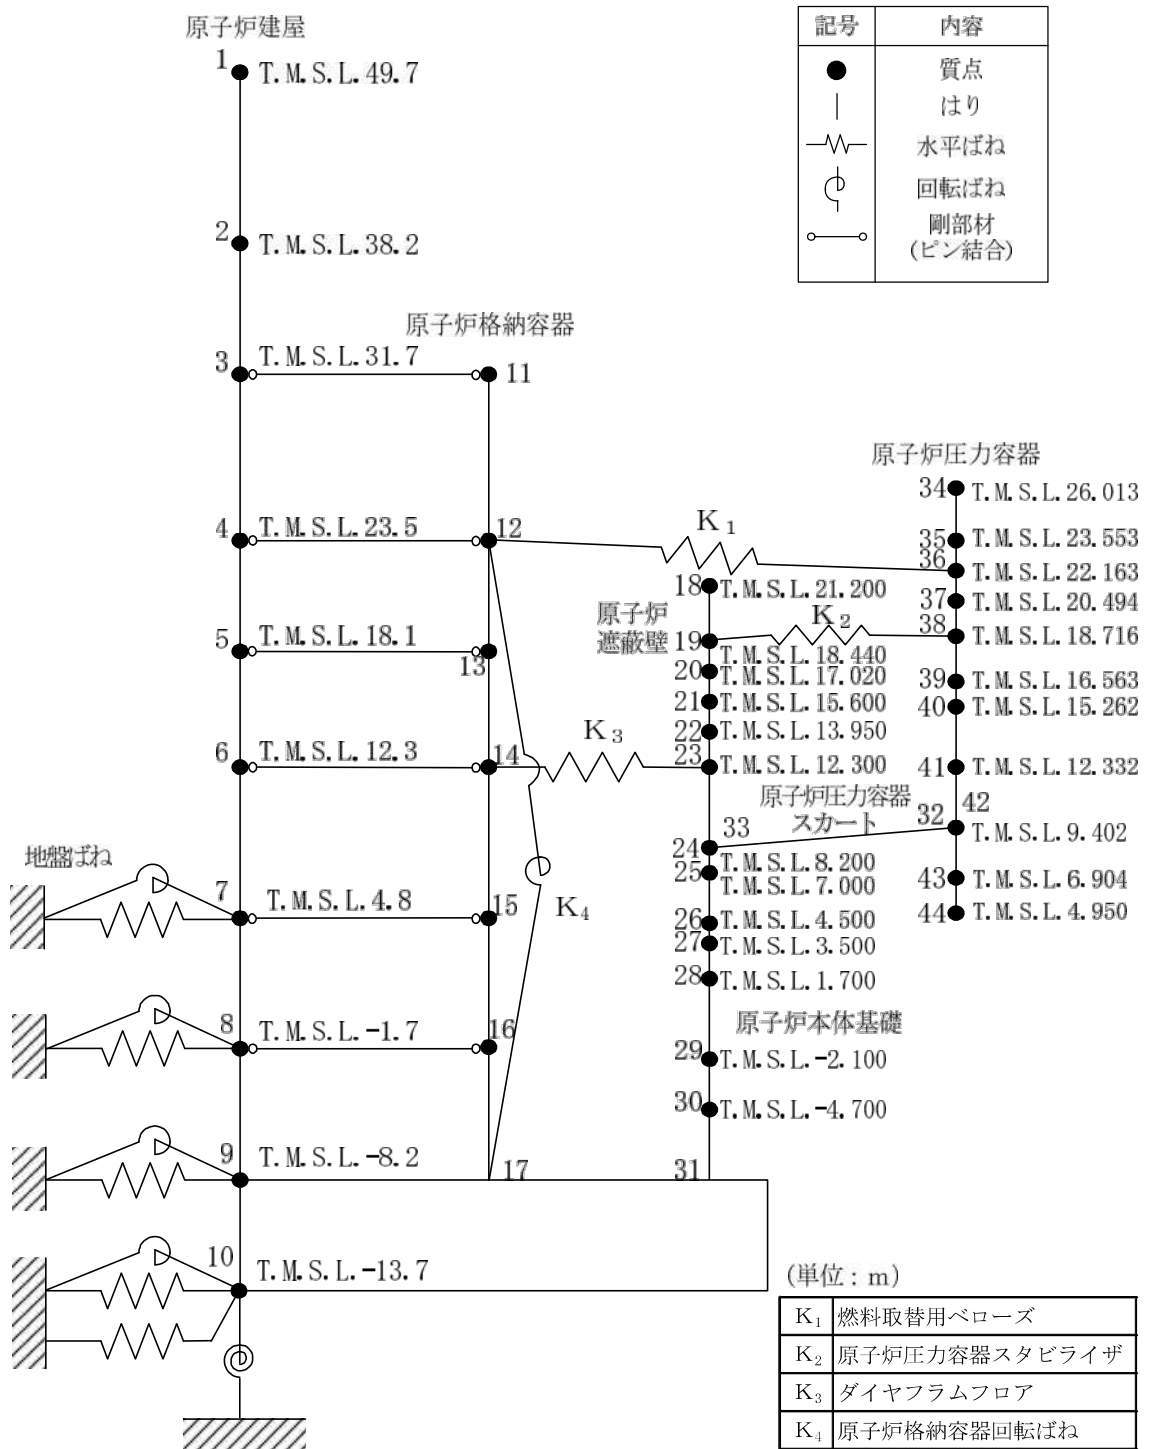 原子炉建屋
1
T.M.S.L.49.7
記号 内容
質点
はり
水平ばね
回転ばね
剛部材
(ピン結合)
2
T.M.S.L.38.2
原子炉格納容器
3
T.M.S.L.31.7
11
原子炉圧力容器
34
T.M.S.L.26.013
4
T.M.S.L.23.5
12
K₁
35
T.M.S.L.23.553
36
T.M.S.L.22.163
18
T.M.S.L.21.200
37
T.M.S.L.20.494
原子炉
遮蔽壁
K₂
38
T.M.S.L.18.716
5
T.M.S.L.18.1
13
19
T.M.S.L.18.440
20
T.M.S.L.17.020
39
T.M.S.L.16.563
21
T.M.S.L.15.600
40
T.M.S.L.15.262
22
T.M.S.L.13.950
6
T.M.S.L.12.3
14
K₃
23
T.M.S.L.12.300
41
T.M.S.L.12.332
原子炉圧力容器
スカート
33
32
42
T.M.S.L.9.402
24
T.M.S.L.8.200
25
T.M.S.L.7.000
43
T.M.S.L.6.904
地盤ばね
7
T.M.S.L.4.8
15
K₄
26
T.M.S.L.4.500
44
T.M.S.L.4.950
27
T.M.S.L.3.500
28
T.M.S.L.1.700
原子炉本体基礎
8
T.M.S.L.-1.7
16
29
T.M.S.L.-2.100
30
T.M.S.L.-4.700
9
T.M.S.L.-8.2
17
31
10
T.M.S.L.-13.7
(単位:m)
K₁ 燃料取替用ベローズ
K₂ 原子炉圧力容器スタビライザ
K₃ ダイヤフラムフロア
K₄ 原子炉格納容器回転ばね